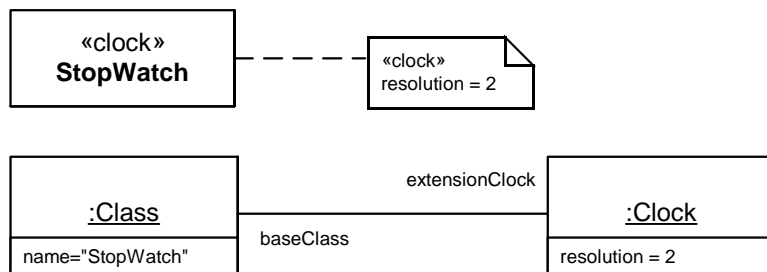 «clock»
StopWatch
«clock»
resolution = 2
extensionClock
:Class
:Clock
baseClass
name="StopWatch"
resolution = 2